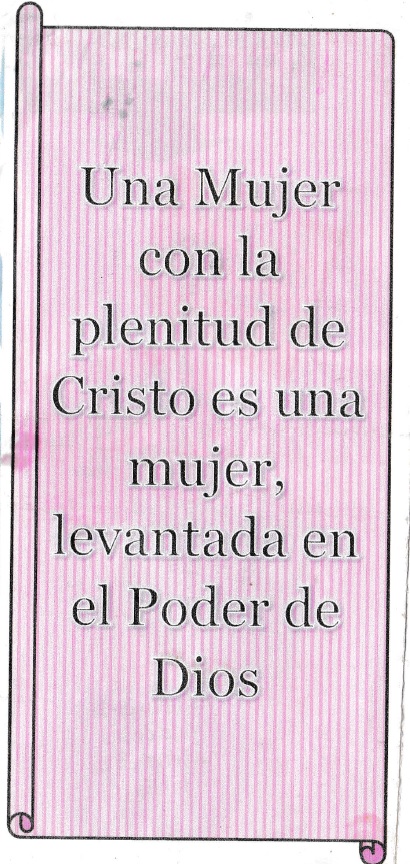 Una Mujer
con la
plenitud de
Cristo es una
mujer,
levantada en
el Poder de
Dios